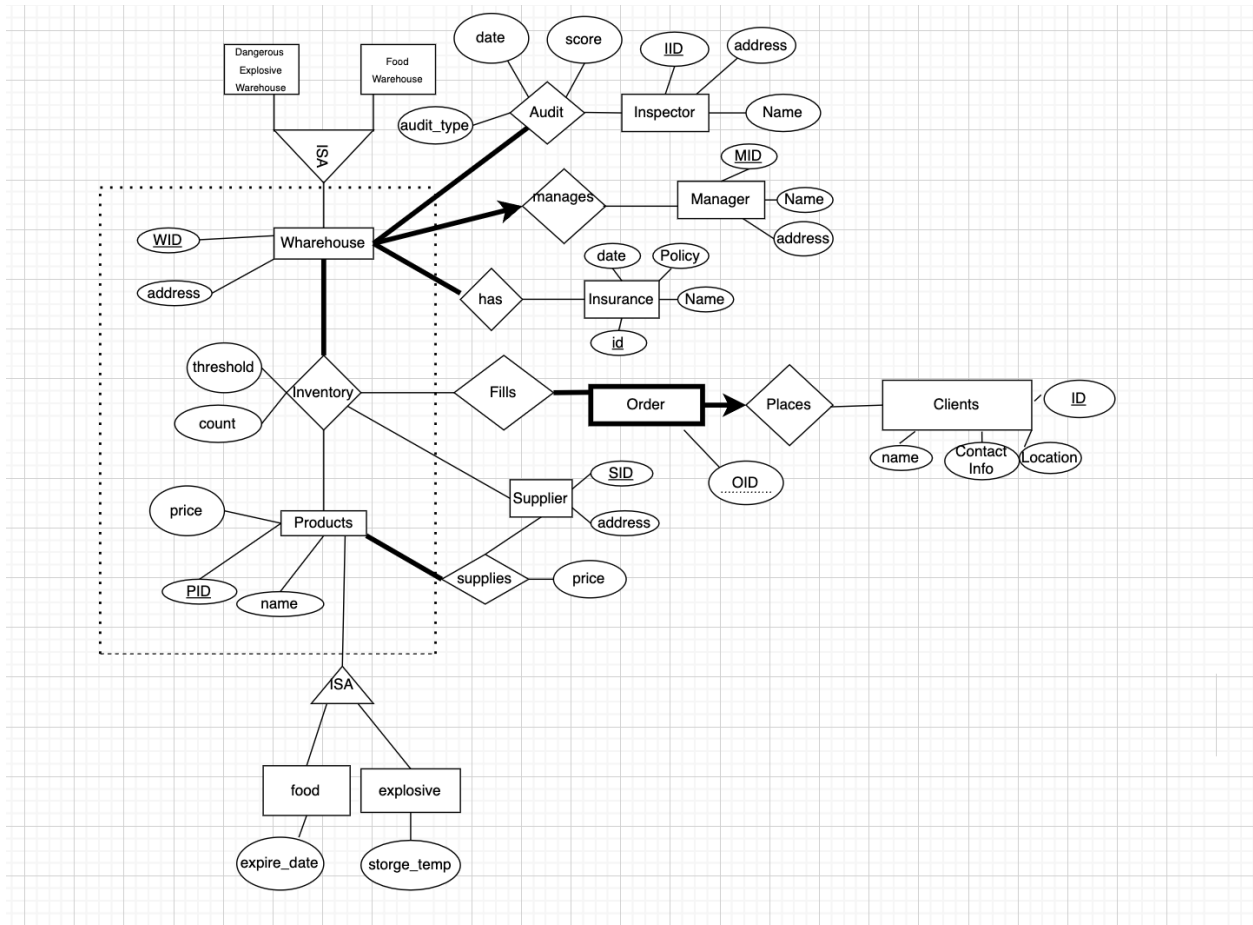 Dangerous
Explosive
Warehouse
Food
Warehouse
date
score
IID
address
audit_type
Audit
Inspector
Name
ISA
MID
manages
Manager
Name
address
WID
Wharehouse
address
date
Policy
has
Insurance
Name
id
threshold
Inventory
count
Fills
Order
Places
Clients
ID
name
Contact
Info
Location
OID
SID
Supplier
address
price
Products
PID
name
supplies
price
ISA
food
explosive
expire_date
storge_temp